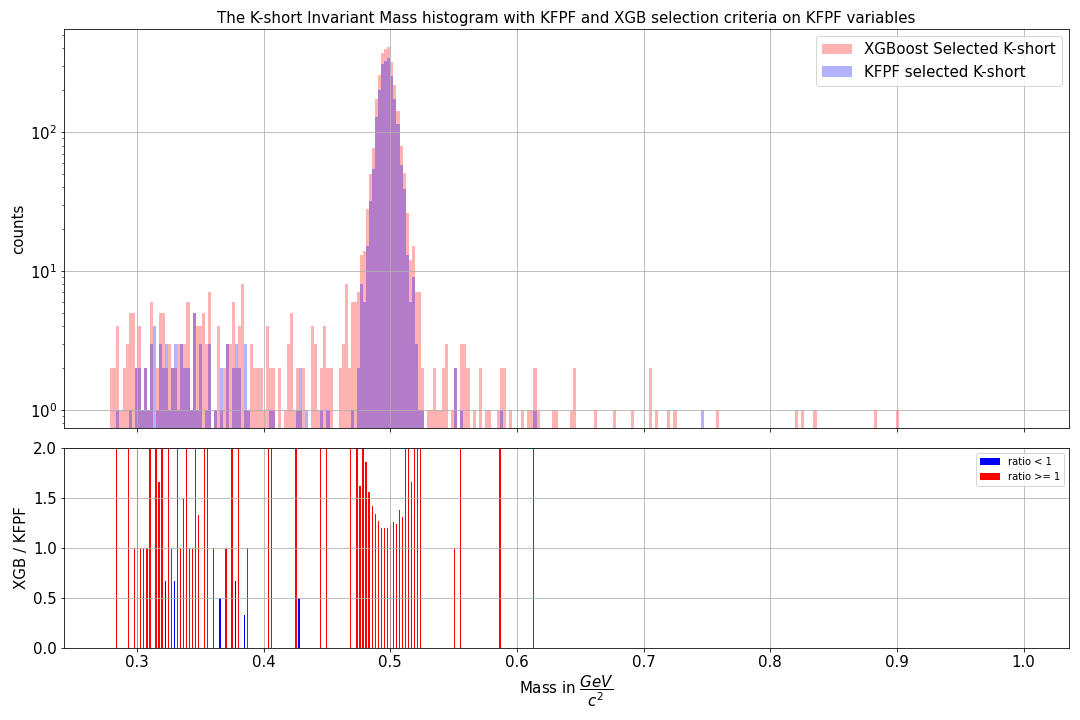 The K-short Invariant Mass histogram with KFPF and XGB selection criteria on KFPF variables
XGBoost Selected K-short
KFPF selected K-short
counts
10²
10¹
10⁰
ratio < 1
ratio >= 1
XGB / KFPF
2.0
1.5
1.0
0.5
0.0
0.3 0.4 0.5 0.6 0.7 0.8 0.9 1.0
Mass in GeV/c²